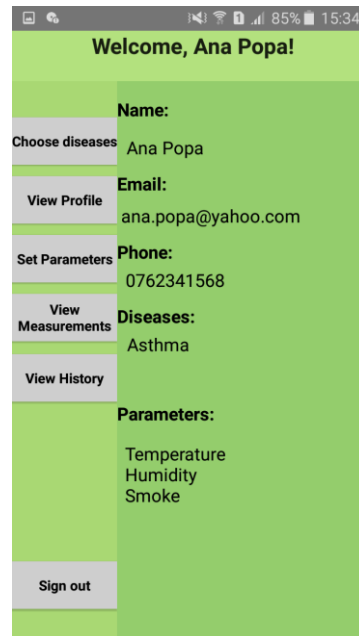 1 85% 15:34
Welcome, Ana Popa!
Choose diseases
View Profile
Set Parameters
View
Measurements
View History
Sign out
Name:
Ana Popa
Email:
ana.popa@yahoo.com
Phone:
0762341568
Diseases:
Asthma
Parameters:
Temperature
Humidity
Smoke